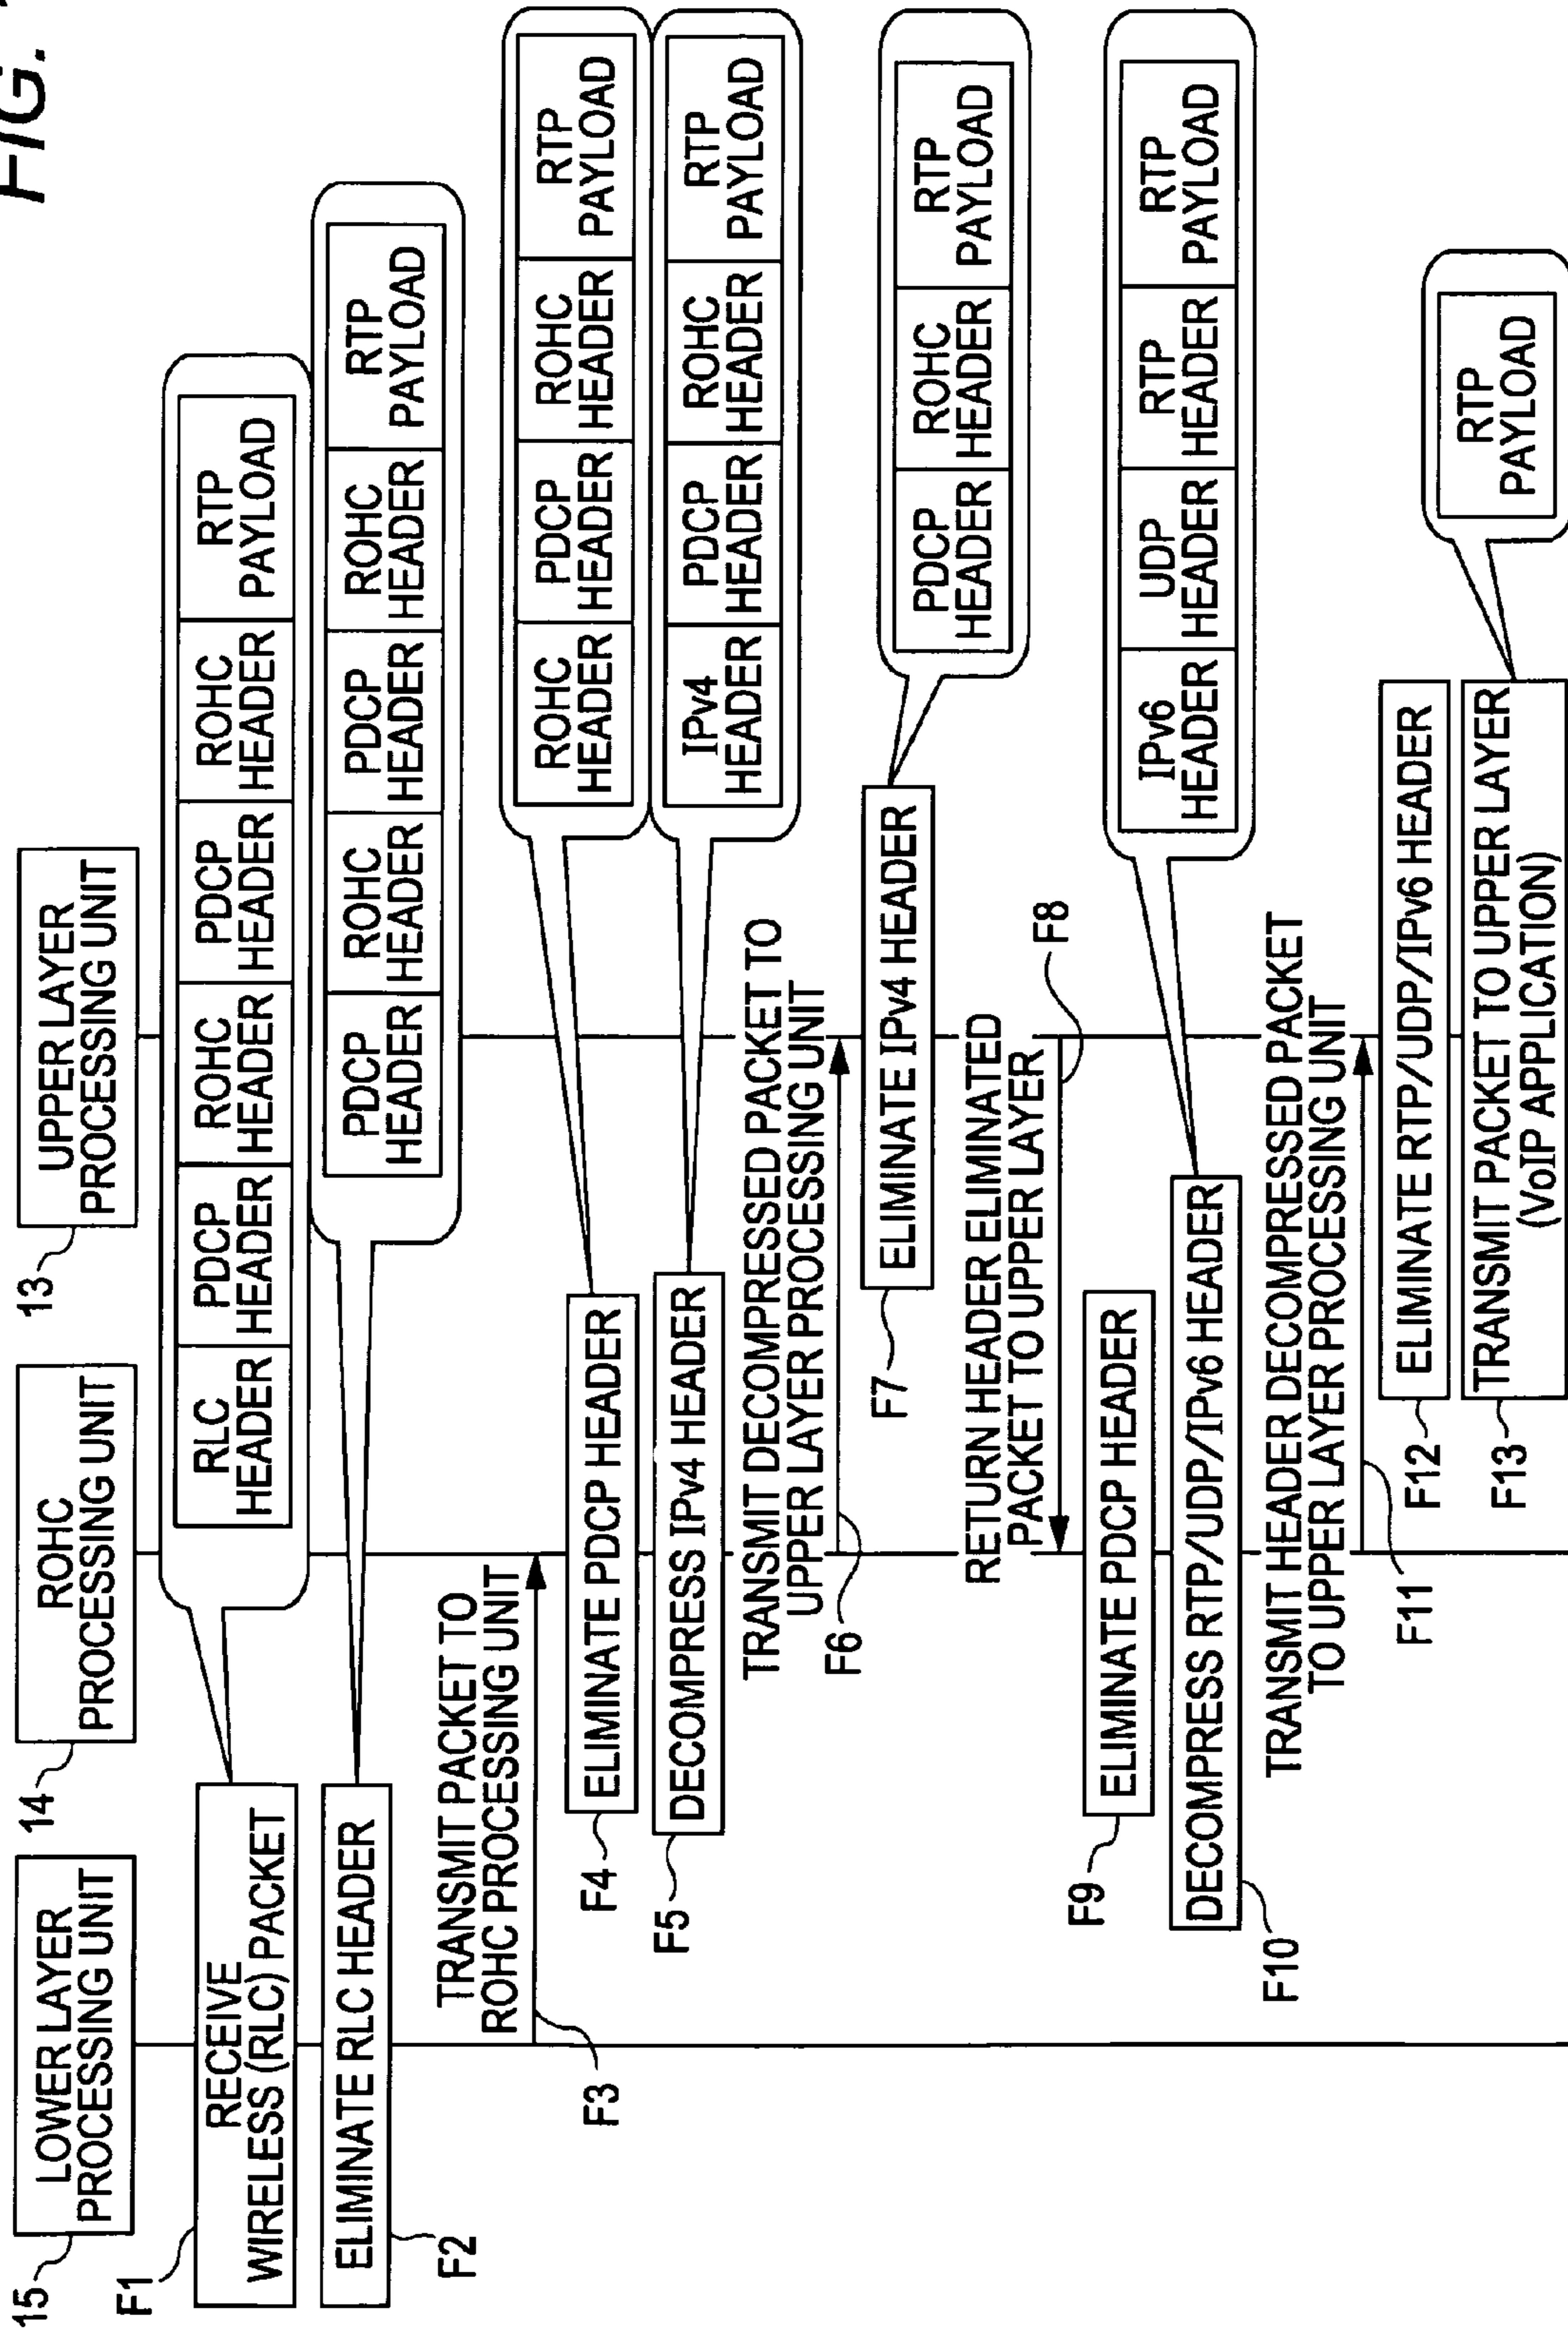 FIG.
LOWER LAYER
PROCESSING UNIT
15
ROHC
PROCESSING UNIT
14
UPPER LAYER
PROCESSING UNIT
13
F1
RECEIVE
WIRELESS (RLC) PACKET
RLC
HEADER
PDCP
HEADER
ROHC
HEADER
PDCP
HEADER
ROHC
HEADER
RTP
PAYLOAD
ELIMINATE RLC HEADER
F2
PDCP
HEADER
ROHC
HEADER
PDCP
HEADER
ROHC
HEADER
RTP
PAYLOAD
TRANSMIT PACKET TO
ROHC PROCESSING UNIT
F3
F4
ELIMINATE PDCP HEADER
ROHC
HEADER
PDCP
HEADER
ROHC
HEADER
RTP
PAYLOAD
F5
DECOMPRESS IPv4 HEADER
IPv4
HEADER
PDCP
HEADER
ROHC
HEADER
RTP
PAYLOAD
TRANSMIT DECOMPRESSED PACKET TO
UPPER LAYER PROCESSING UNIT
F6
F7
ELIMINATE IPv4 HEADER
PDCP
HEADER
ROHC
HEADER
RTP
PAYLOAD
RETURN HEADER ELIMINATED
PACKET TO UPPER LAYER
F8
F9
ELIMINATE PDCP HEADER
DECOMPRESS RTP/UDP/IPv6 HEADER
F10
IPv6
HEADER
UDP
HEADER
RTP
HEADER
RTP
PAYLOAD
TRANSMIT HEADER DECOMPRESSED PACKET
TO UPPER LAYER PROCESSING UNIT
F11
F12
ELIMINATE RTP/UDP/IPv6 HEADER
F13
TRANSMIT PACKET TO UPPER LAYER
(VoIP APPLICATION)
RTP
PAYLOAD